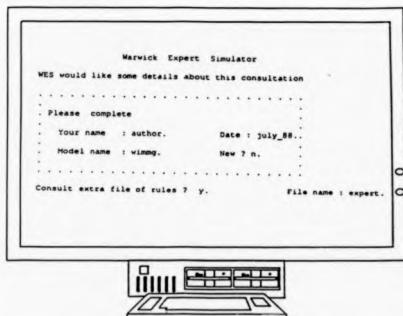 Warwick Expert Simulator
WES would like some details about this consultation
Please complete
Your name : author. Date : july_88.
Model name : wimmg. New ? n.
Consult extra file of rules ? y. File name : expert.